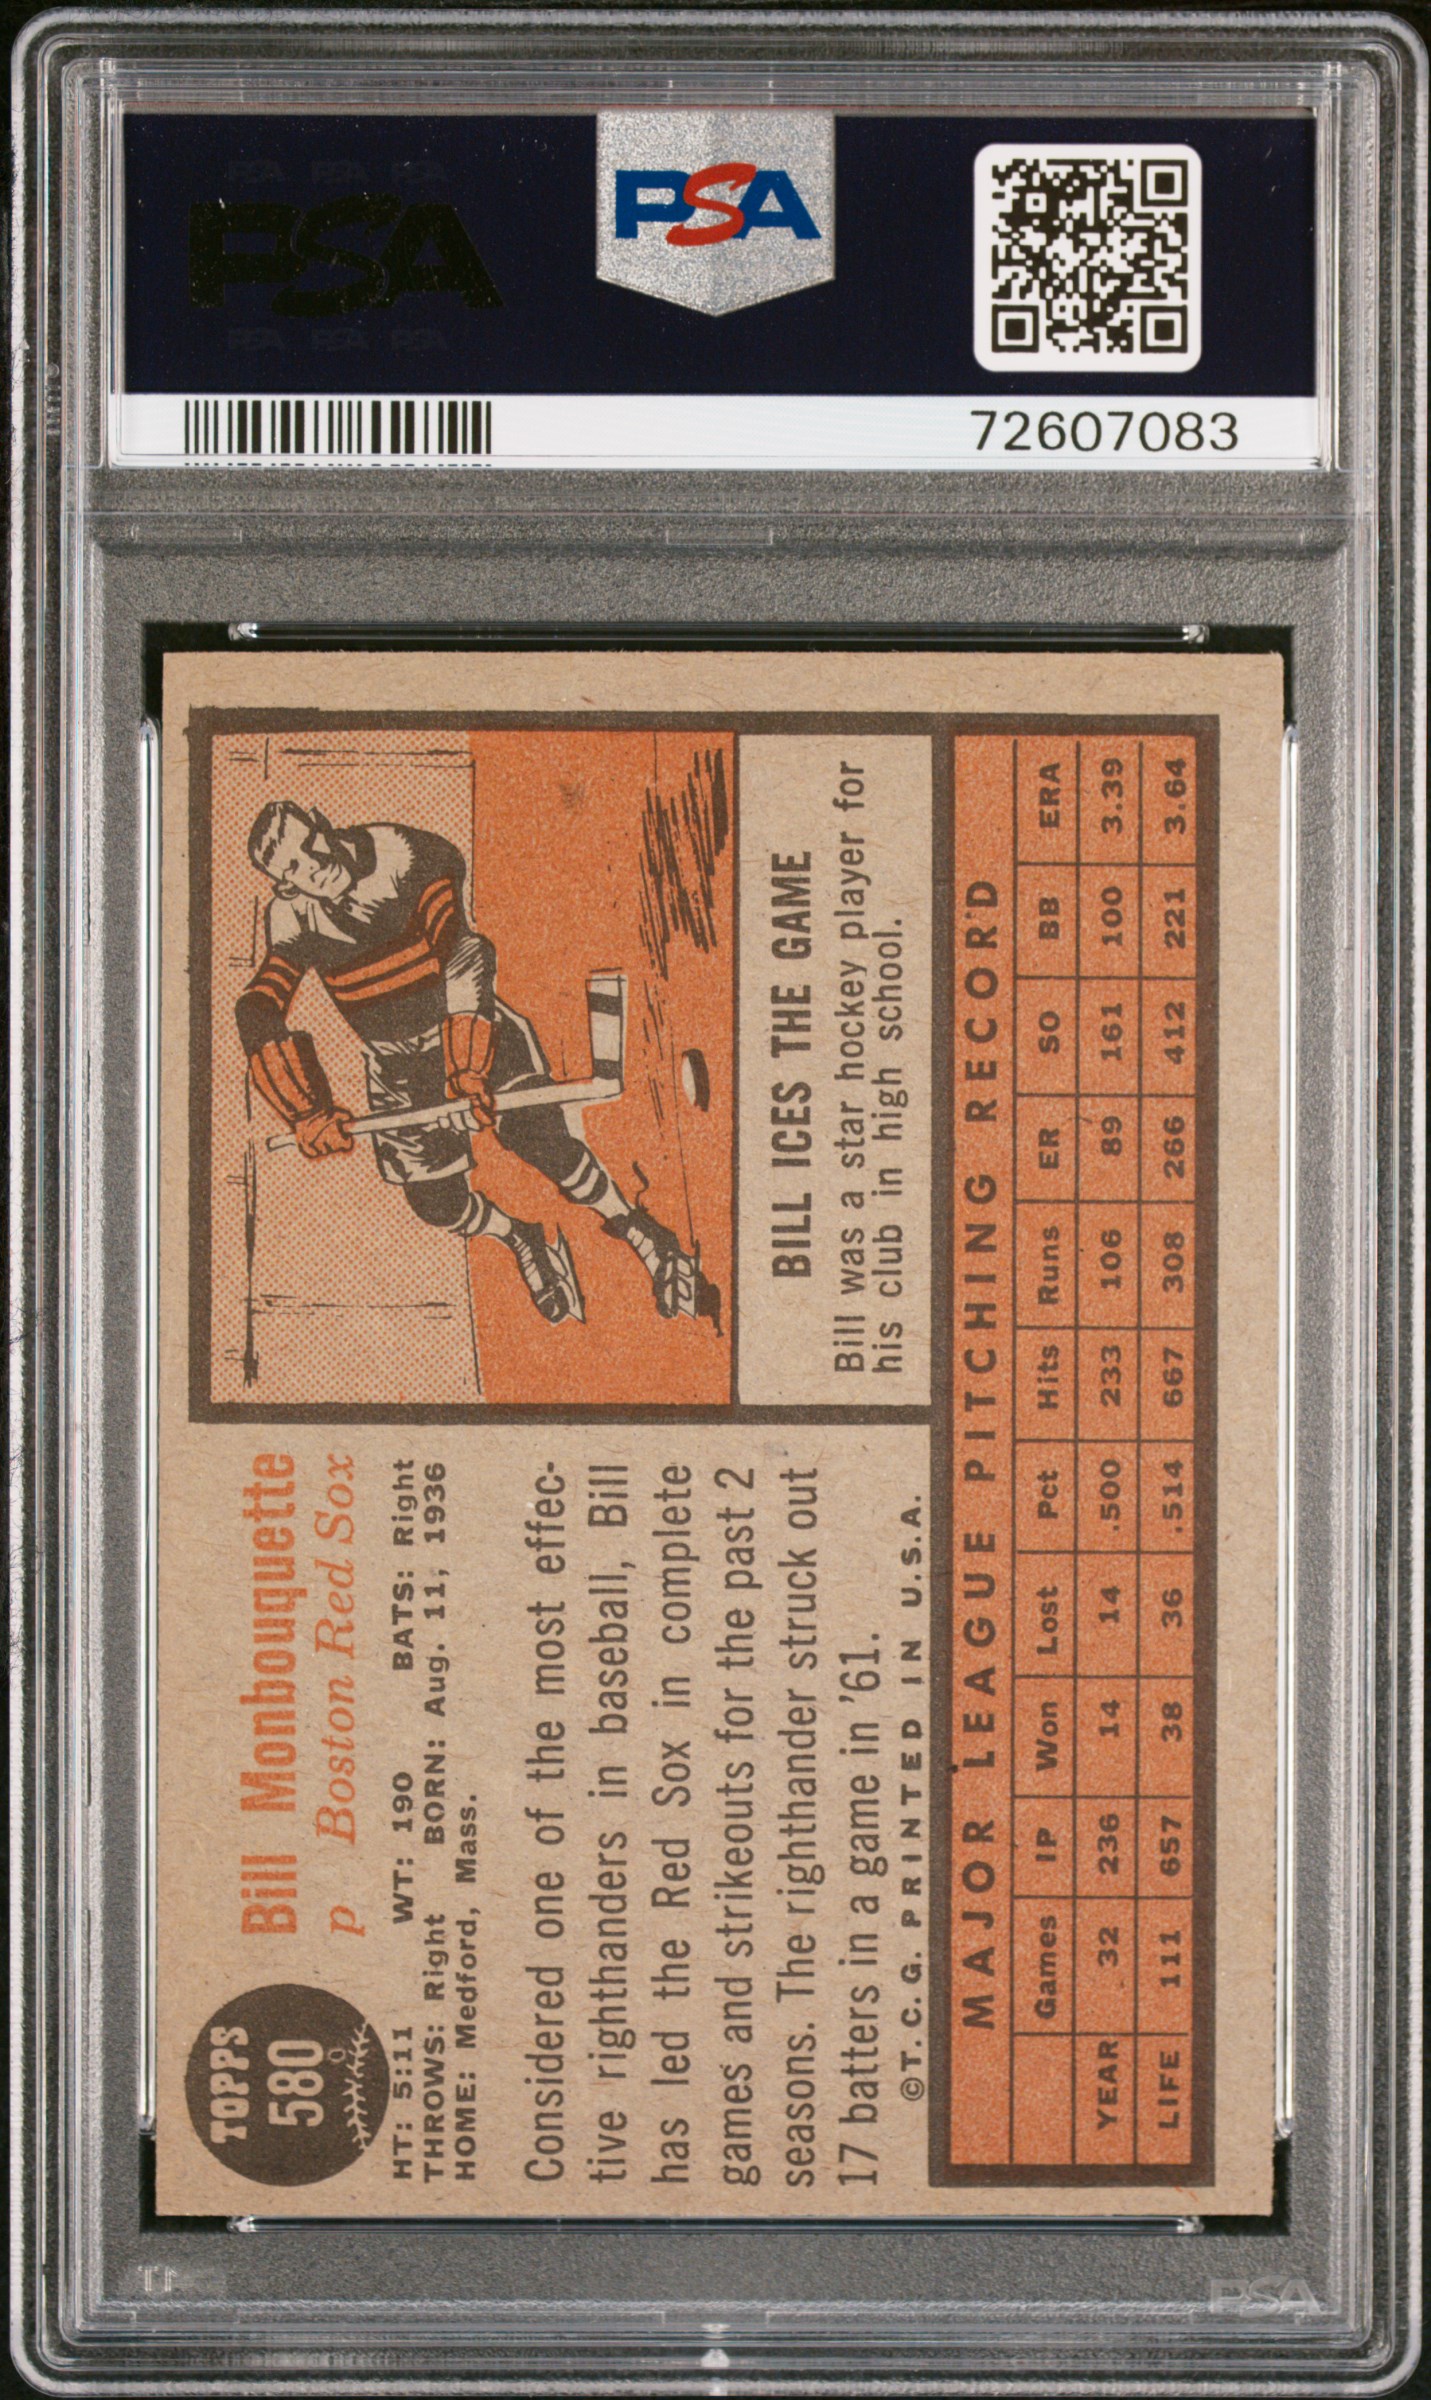 PSA PSA PSA
PSA
PSA PSA PSA
PSA
72607083
TOPPS
580
Bill Monbouquette
p Boston Red Sox
HT: 5:11 WT: 190 BATS: Right
THROWS: Right BORN: Aug. 11, 1936
HOME: Medford, Mass.
Considered one of the most effec-
tive righthanders in baseball, Bill
has led the Red Sox in complete
games and strikeouts for the past 2
seasons. The righthander struck out
17 batters in a game in '61.
©T. C. G. PRINTED IN U.S.A.
BILL ICES THE GAME
Bill was a star hockey player for
his club in high school.
MAJOR LEAGUE PITCHING RECORD
Games IP Won Lost Pct Hits Runs ER SO BB ERA
YEAR 32 236 14 14 .500 233 106 89 161 100 3.39
LIFE 111 657 38 36 .514 667 308 266 412 221 3.64
PSA